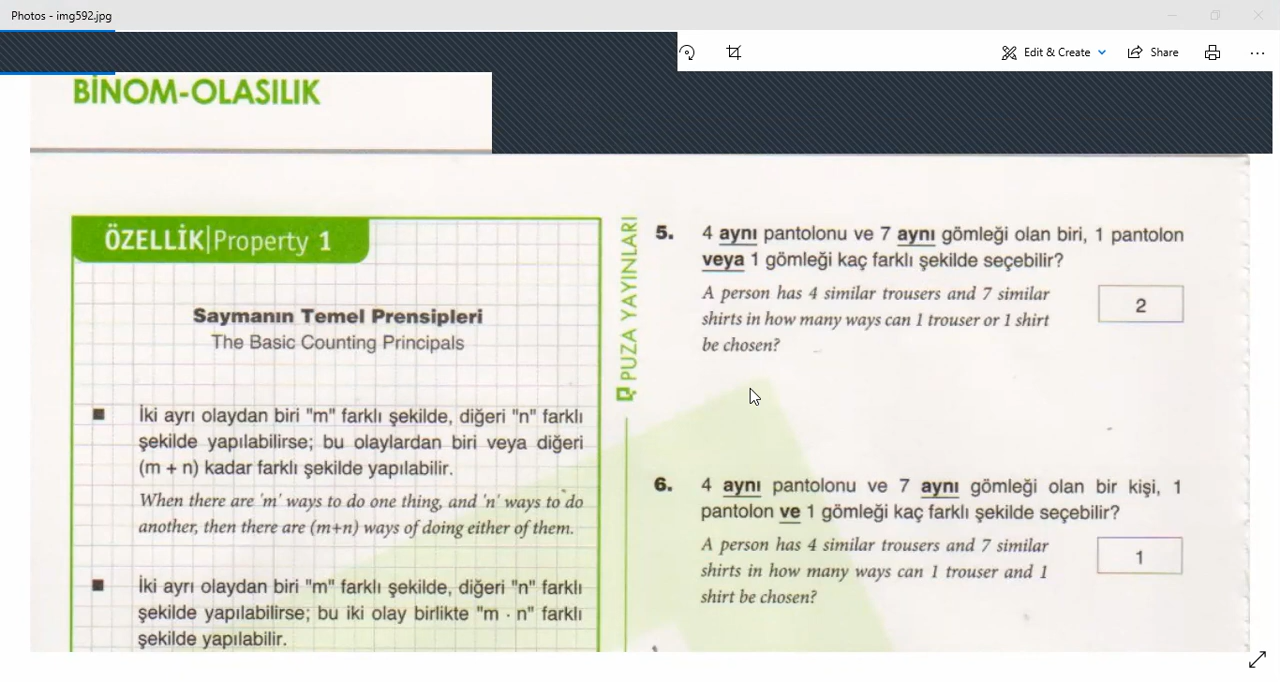 Photos - img592.jpg
Edit & Create
Share
BİNOM-OLASILIK
ÖZELLİK|Property 1
Saymanın Temel Prensipleri
The Basic Counting Principals
■ İki ayrı olaydan biri "m" farklı şekilde, diğeri "n" farklı
şekilde yapılabilirse; bu olaylardan biri veya diğeri
(m + n) kadar farklı şekilde yapılabilir.
When there are 'm' ways to do one thing, and 'n' ways to do
another, then there are (m+n) ways of doing either of them.
■ İki ayrı olaydan biri "m" farklı şekilde, diğeri "n" farklı
şekilde yapılabilirse; bu iki olay birlikte "m · n" farklı
şekilde yapılabilir.
PUZA YAYINLARI
5. 4 aynı pantolonu ve 7 aynı gömleği olan biri, 1 pantolon
veya 1 gömleği kaç farklı şekilde seçebilir?
A person has 4 similar trousers and 7 similar
shirts in how many ways can 1 trouser or 1 shirt
be chosen?
2
6. 4 aynı pantolonu ve 7 aynı gömleği olan bir kişi, 1
pantolon ve 1 gömleği kaç farklı şekilde seçebilir?
A person has 4 similar trousers and 7 similar
shirts in how many ways can 1 trouser and 1
shirt be chosen?
1